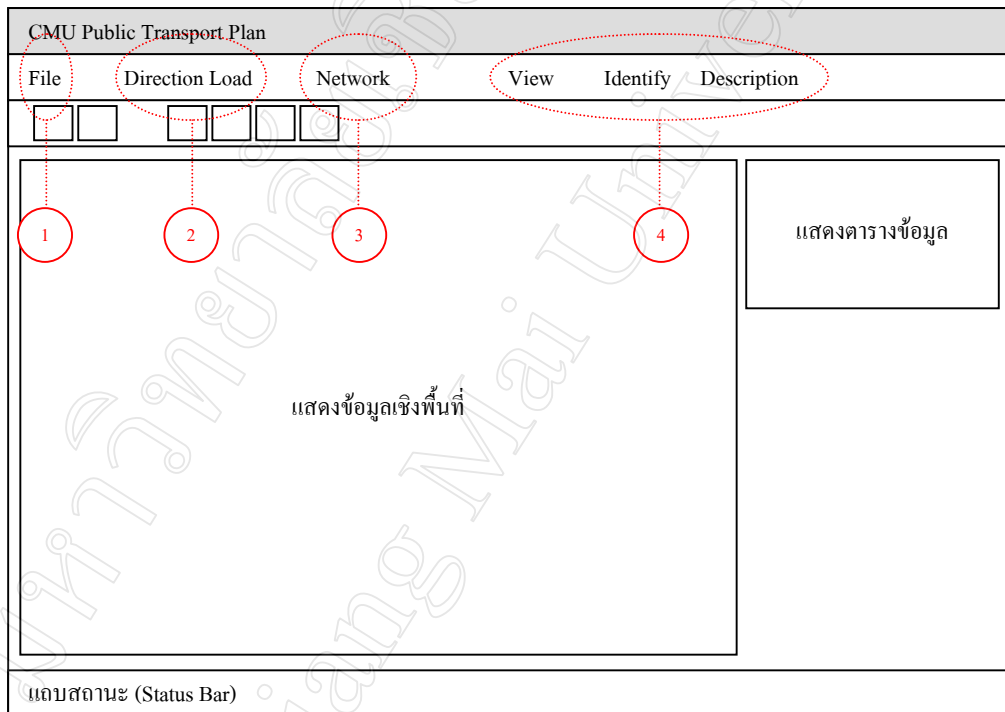 CMU Public Transport Plan
File Direction Load Network View Identify Description
1 2 3 4
แสดงตารางข้อมูล
แสดงข้อมูลเชิงพื้นที่
แถบสถานะ (Status Bar)